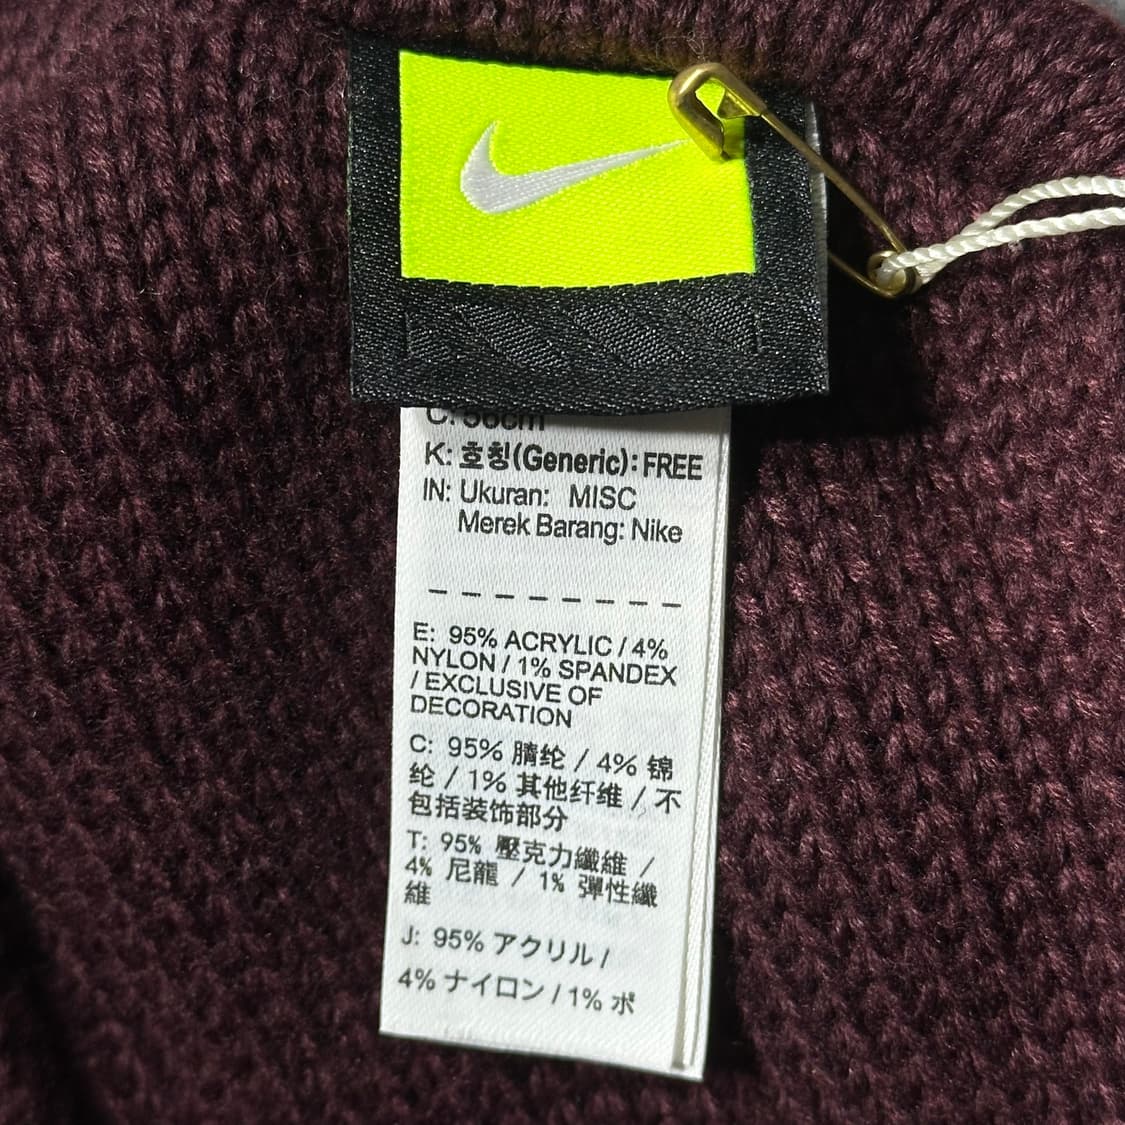 C: 56cm
K: 호칭(Generic): FREE
IN: Ukuran: MISC
Merek Barang: Nike
E: 95% ACRYLIC / 4%
NYLON / 1% SPANDEX
/ EXCLUSIVE OF
DECORATION
C: 95% 腈纶 / 4% 锦
纶 / 1% 其他纤维 / 不
包括装饰部分
T: 95% 壓克力纖維 /
4% 尼龍 / 1% 彈性纖
維
J: 95% アクリル /
4% ナイロン / 1% ポ